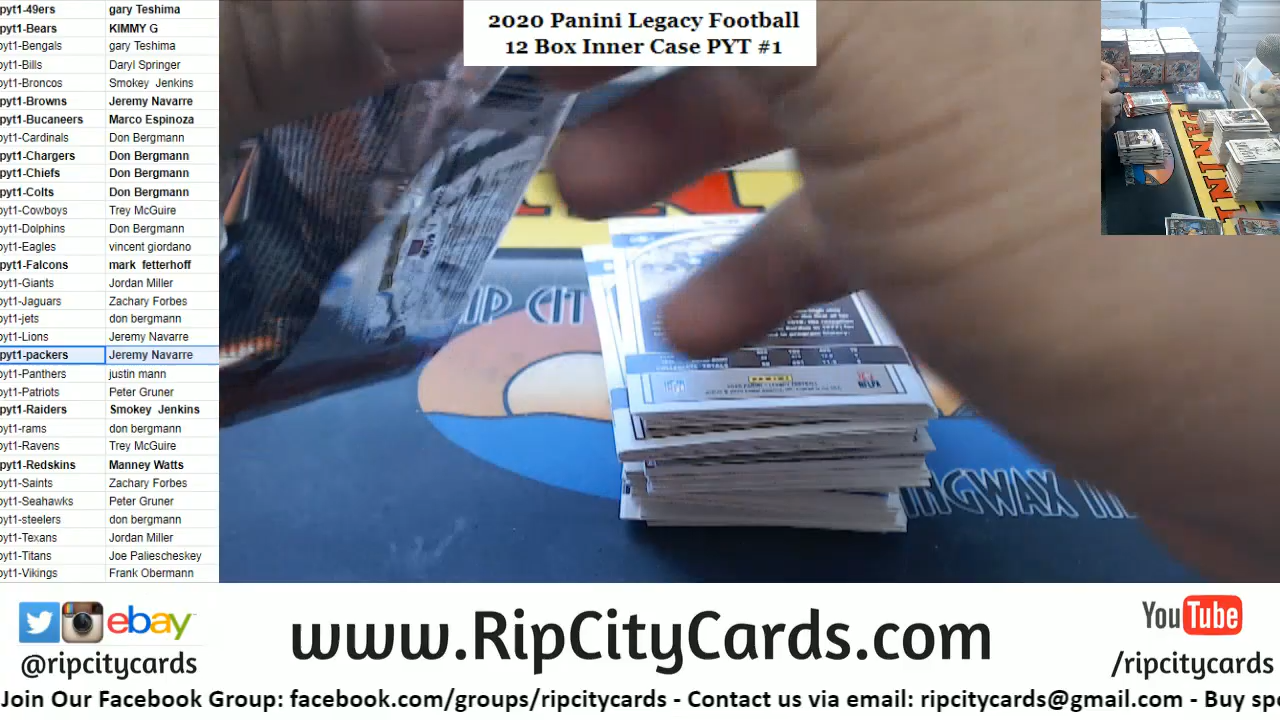 2020 Panini Legacy Football
12 Box Inner Case PYT #1
pyt1-49ers gary Teshima
pyt1-Bears KIMMY G
pyt1-Bengals gary Teshima
pyt1-Bills Daryl Springer
pyt1-Broncos Smokey Jenkins
pyt1-Browns Jeremy Navarre
pyt1-Bucaneers Marco Espinoza
pyt1-Cardinals Don Bergmann
pyt1-Chargers Don Bergmann
pyt1-Chiefs Don Bergmann
pyt1-Colts Don Bergmann
pyt1-Cowboys Trey McGuire
pyt1-Dolphins Don Bergmann
pyt1-Eagles vincent giordano
pyt1-Falcons mark fetterhoff
pyt1-Giants Jordan Miller
pyt1-Jaguars Zachary Forbes
pyt1-jets don bergmann
pyt1-Lions Jeremy Navarre
pyt1-packers Jeremy Navarre
pyt1-Panthers justin mann
pyt1-Patriots Peter Gruner
pyt1-Raiders Smokey Jenkins
pyt1-rams don bergmann
pyt1-Ravens Trey McGuire
pyt1-Redskins Manney Watts
pyt1-Saints Zachary Forbes
pyt1-Seahawks Peter Gruner
pyt1-steelers don bergmann
pyt1-Texans Jordan Miller
pyt1-Titans Joe Paliescheskey
pyt1-Vikings Frank Obermann
PANINI
RIP CIT
PANINI
NFLPA
INGWAX
ebay
@ripcitycards
www.RipCityCards.com
YouTube
/ripcitycards
Join Our Facebook Group: facebook.com/groups/ripcitycards - Contact us via email: ripcitycards@gmail.com - Buy spo